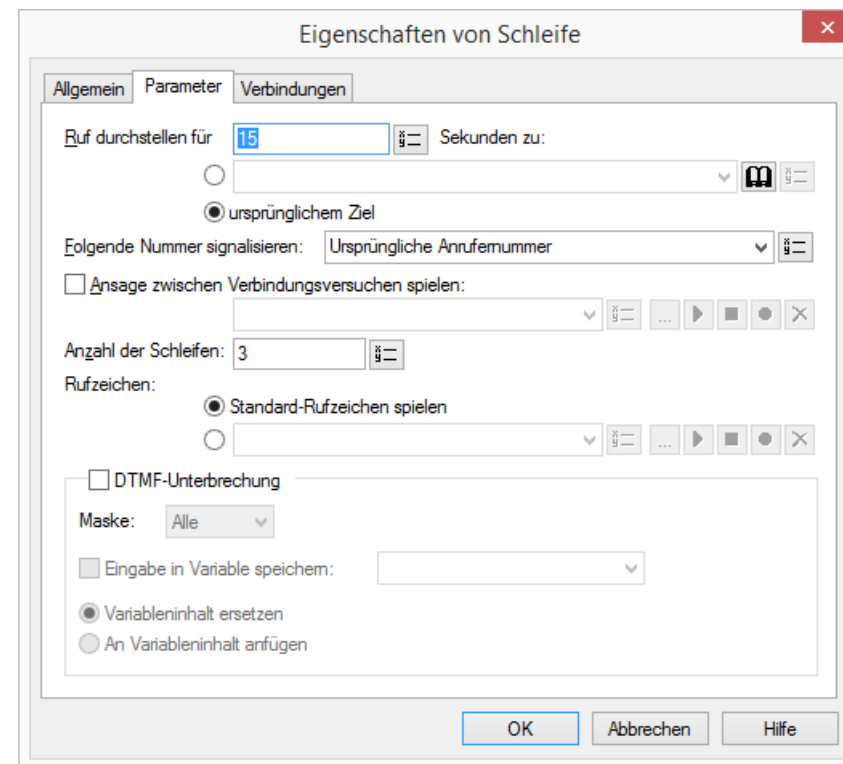 Eigenschaften von Schleife
Allgemein Parameter Verbindungen
Ruf durchstellen für 15 Sekunden zu:
ursprünglichem Ziel
Folgende Nummer signalisieren: Ursprüngliche Anrufernummer
Ansage zwischen Verbindungsversuchen spielen:
...
Anzahl der Schleifen: 3
Rufzeichen:
Standard-Rufzeichen spielen
...
DTMF-Unterbrechung
Maske: Alle
Eingabe in Variable speichern:
Variableninhalt ersetzen
An Variableninhalt anfügen
OK Abbrechen Hilfe